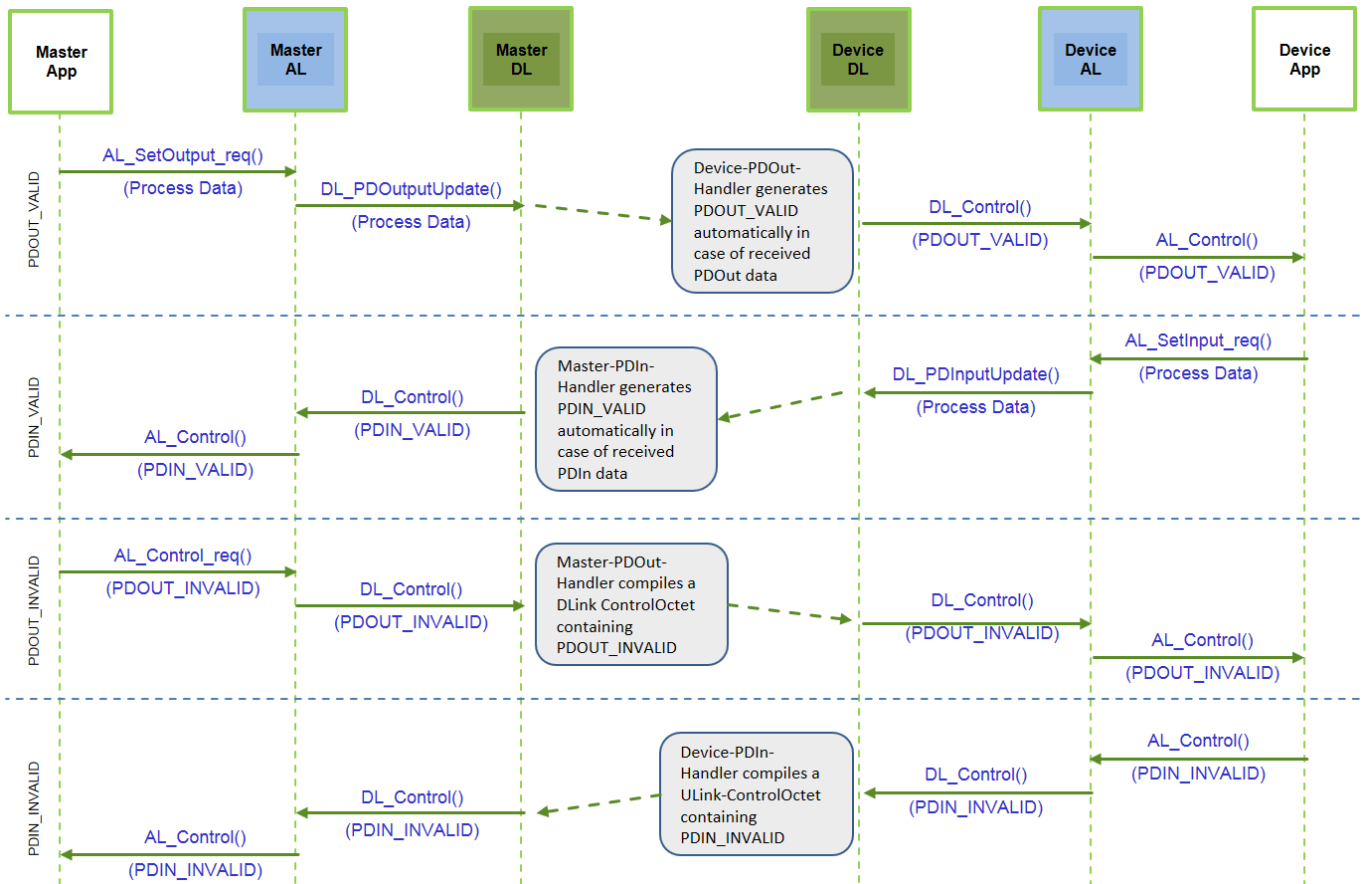 Master
App
Master
AL
Master
DL
Device
DL
Device
AL
Device
App
PDOUT_VALID
AL_SetOutput_req()
(Process Data)
DL_PDOutputUpdate()
(Process Data)
Device-PDOut-
Handler generates
PDOUT_VALID
automatically in
case of received
PDOut data
DL_Control()
(PDOUT_VALID)
AL_Control()
(PDOUT_VALID)
PDIN_VALID
AL_SetInput_req()
(Process Data)
DL_PDInputUpdate()
(Process Data)
Master-PDIn-
Handler generates
PDIN_VALID
automatically in
case of received
PDIn data
DL_Control()
(PDIN_VALID)
AL_Control()
(PDIN_VALID)
PDOUT_INVALID
AL_Control_req()
(PDOUT_INVALID)
DL_Control()
(PDOUT_INVALID)
Master-PDOut-
Handler compiles a
DLink ControlOctet
containing
PDOUT_INVALID
DL_Control()
(PDOUT_INVALID)
AL_Control()
(PDOUT_INVALID)
PDIN_INVALID
AL_Control()
(PDIN_INVALID)
DL_Control()
(PDIN_INVALID)
Device-PDIn-
Handler compiles a
ULink-ControlOctet
containing
PDIN_INVALID
DL_Control()
(PDIN_INVALID)
AL_Control()
(PDIN_INVALID)